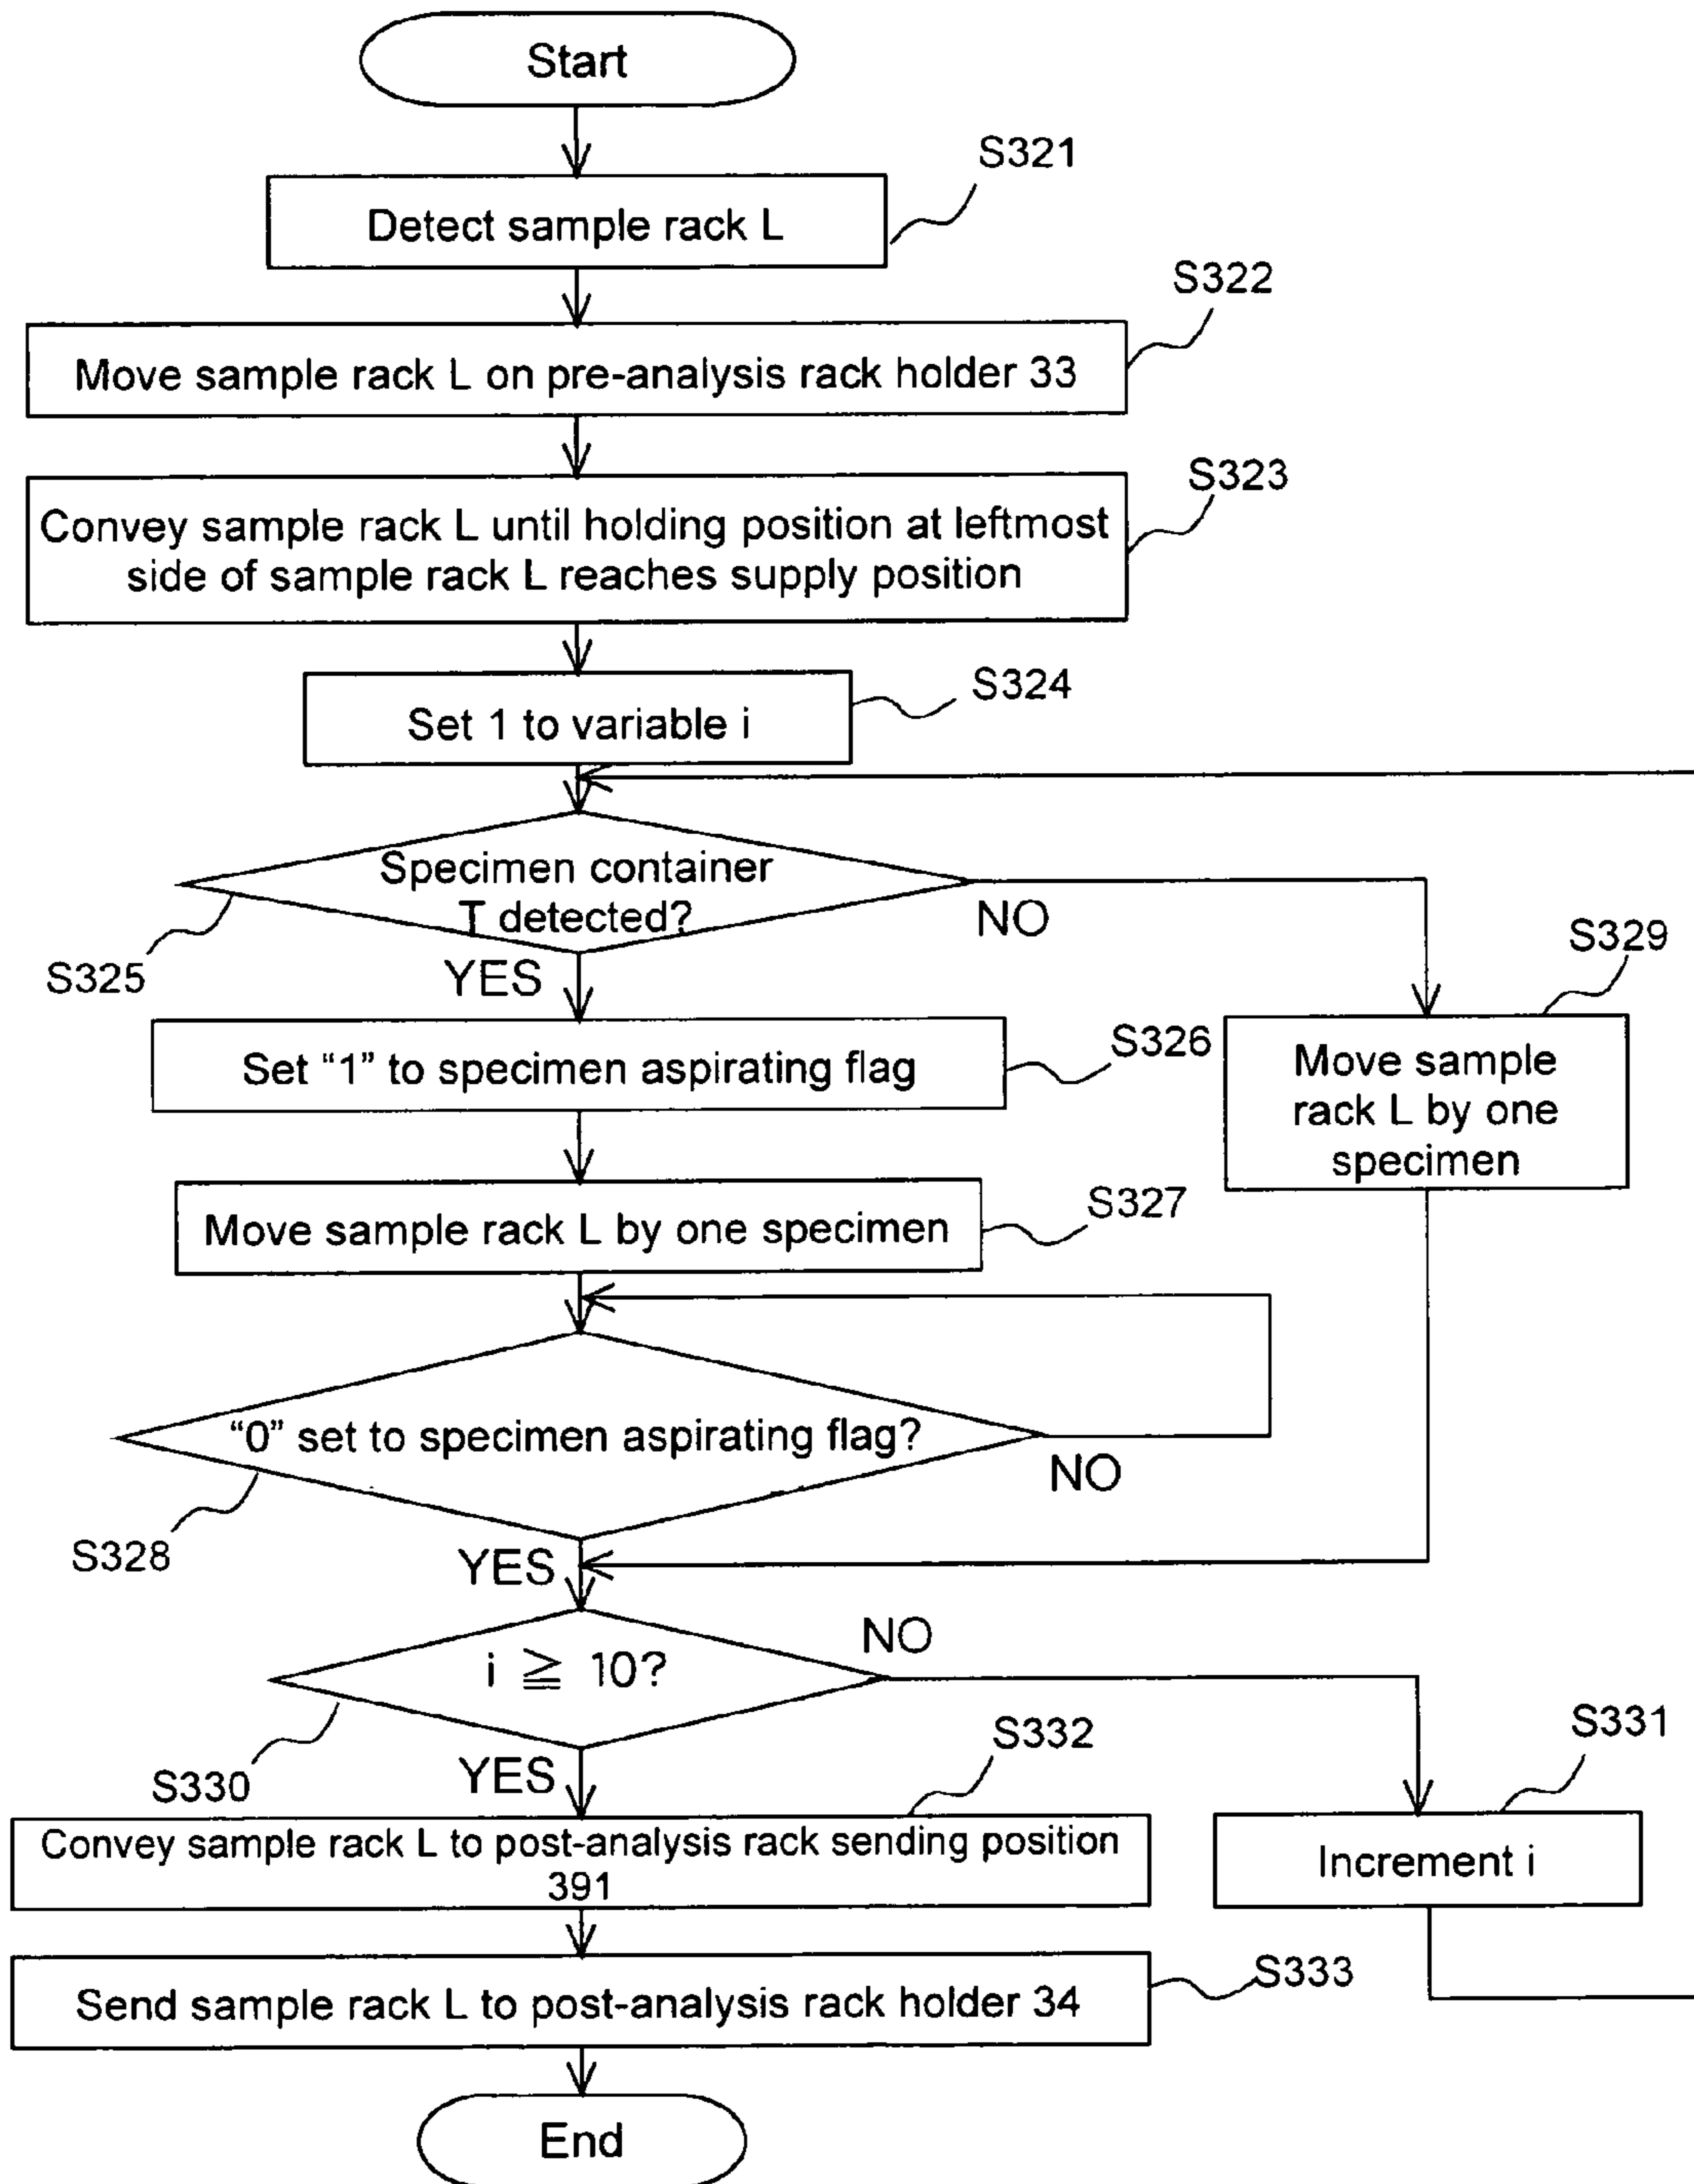 Start
S321
Detect sample rack L
S322
Move sample rack L on pre-analysis rack holder 33
S323
Convey sample rack L until holding position at leftmost
side of sample rack L reaches supply position
S324
Set 1 to variable i
Specimen container
T detected?
NO
S325
YES
S329
Move sample
rack L by one
specimen
S326
Set “1” to specimen aspirating flag
S327
Move sample rack L by one specimen
“0” set to specimen aspirating flag?
NO
S328
YES
i ≧ 10?
NO
S330
YES
S331
Increment i
S332
Convey sample rack L to post-analysis rack sending position
391
S333
Send sample rack L to post-analysis rack holder 34
End